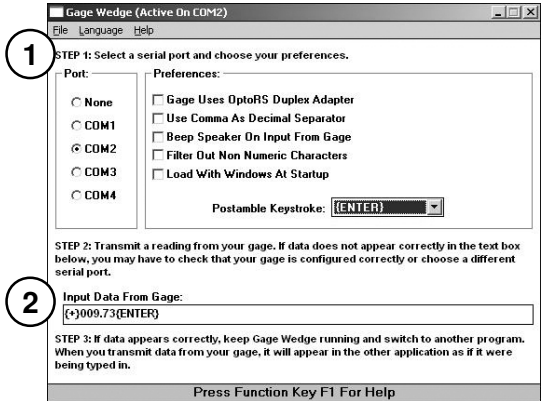 Gage Wedge (Active On COM2)
File Language Help
1
STEP 1: Select a serial port and choose your preferences.
Port:
None
COM1
COM2
COM3
COM4
Preferences:
Gage Uses OptoRS Duplex Adapter
Use Comma As Decimal Separator
Beep Speaker On Input From Gage
Filter Out Non Numeric Characters
Load With Windows At Startup
Postamble Keystroke: {ENTER}
STEP 2: Transmit a reading from your gage. If data does not appear correctly in the text box
below, you may have to check that your gage is configured correctly or choose a different
serial port.
2
Input Data From Gage:
{+}009.73{ENTER}
STEP 3: If data appears correctly, keep Gage Wedge running and switch to another program.
When you transmit data from your gage, it will appear in the other application as if it were
being typed in.
Press Function Key F1 For Help